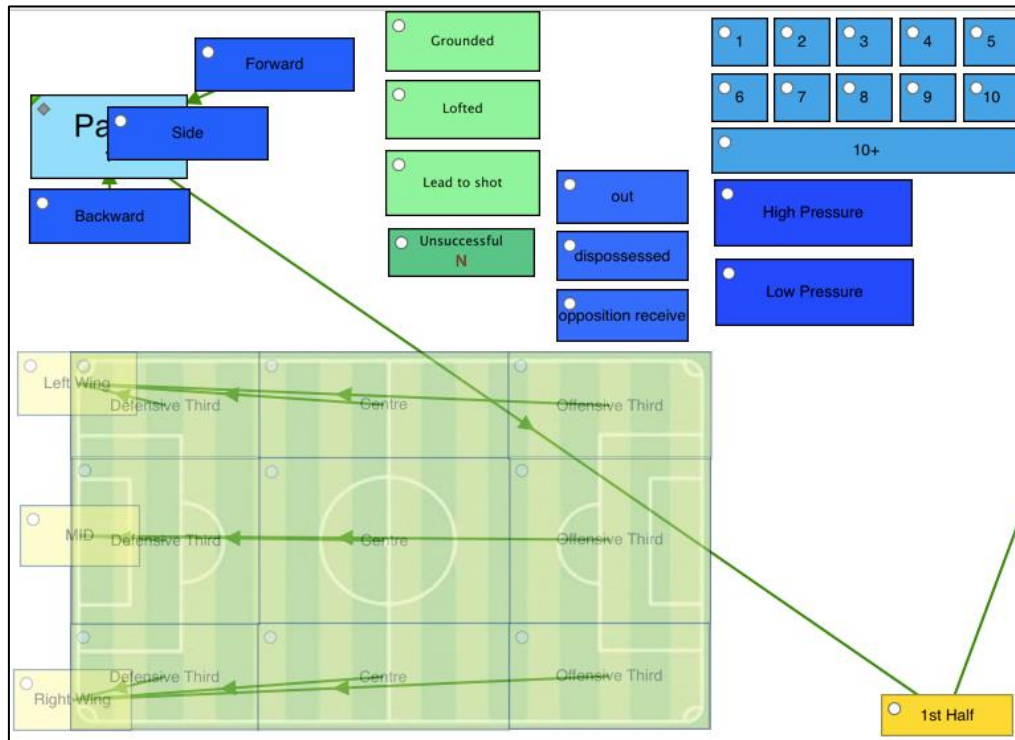 Forward
Side
Backward
Grounded
Lofted
Lead to shot
Unsuccessful
N
out
dispossessed
opposition receive
1 2 3 4 5
6 7 8 9 10
10+
High Pressure
Low Pressure
Left Wing
Defensive Third Centre Offensive Third
MID
Defensive Third Centre Offensive Third
Right Wing
Defensive Third Centre Offensive Third
1st Half